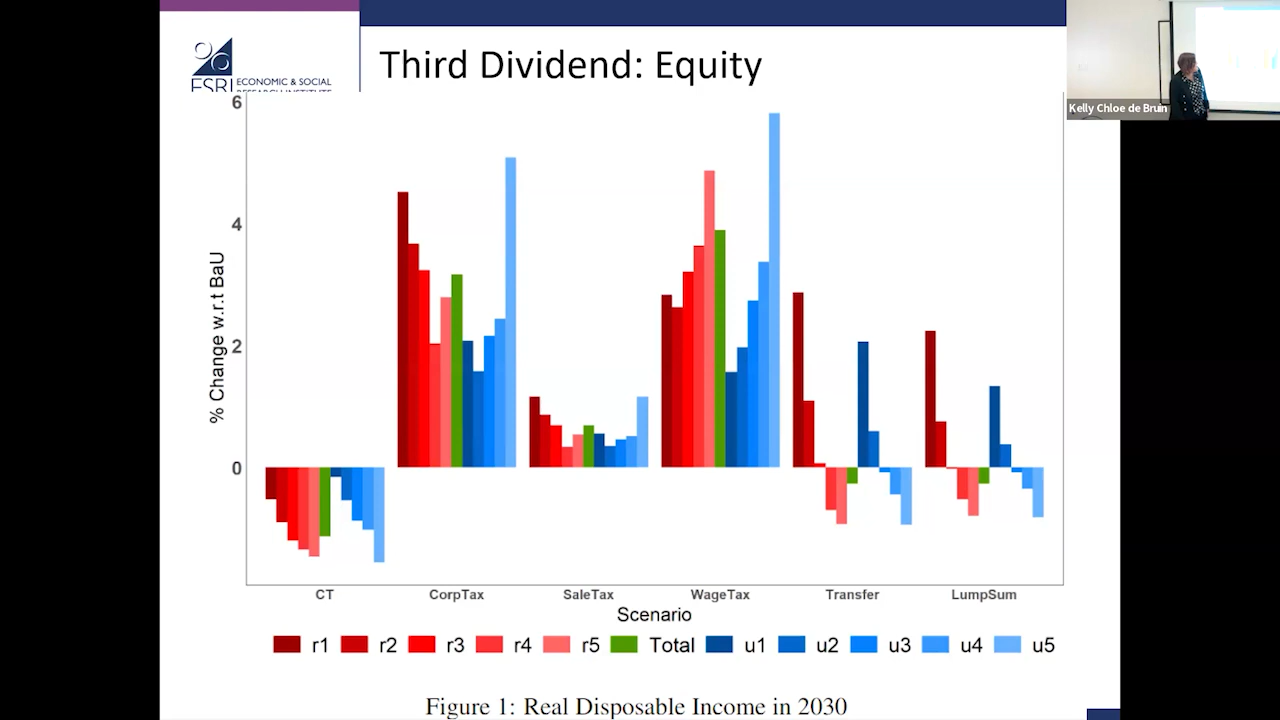 Third Dividend: Equity
ESRI
ECONOMIC & SOCIAL
RESEARCH INSTITUTE
Kelly Chloe de Bruin
6
4
2
0
% Change w.r.t BaU
CT CorpTax SaleTax WageTax Transfer LumpSum
Scenario
r1 r2 r3 r4 r5 Total u1 u2 u3 u4 u5
Figure 1: Real Disposable Income in 2030